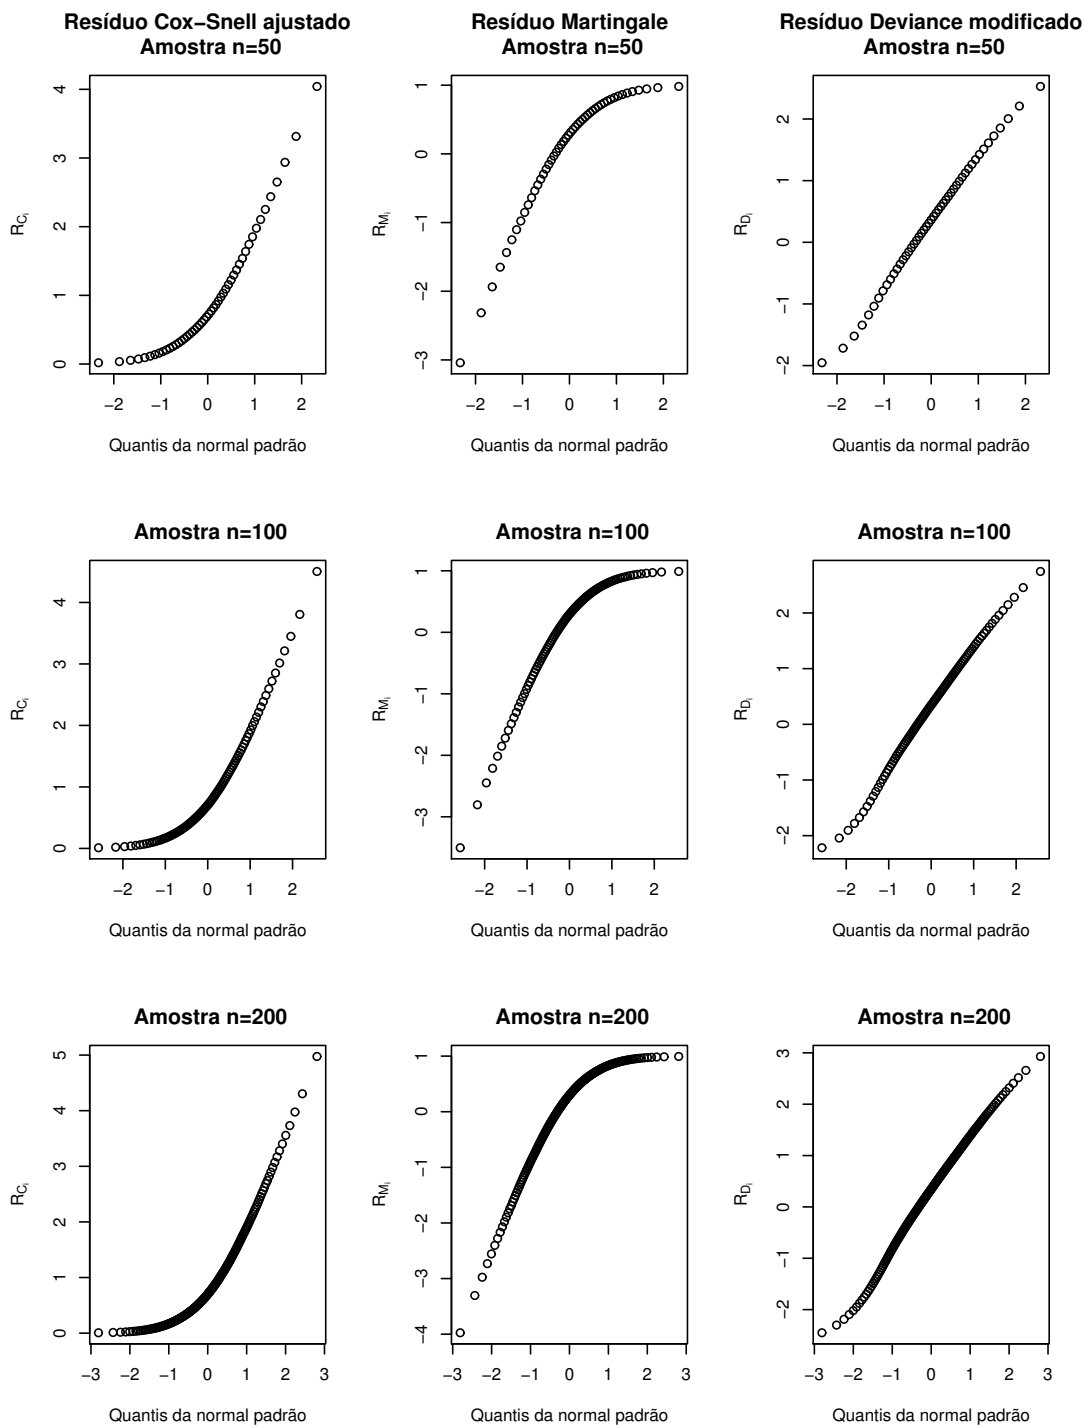 Resíduo Cox−Snell ajustado
Amostra n=50
4
3
2
1
0
R_{C_i}
−2 −1 0 1 2
Quantis da normal padrão
Resíduo Martingale
Amostra n=50
1
0
−1
−2
−3
R_{M_i}
−2 −1 0 1 2
Quantis da normal padrão
Resíduo Deviance modificado
Amostra n=50
2
1
0
−1
−2
R_{D_i}
−2 −1 0 1 2
Quantis da normal padrão
Amostra n=100
4
3
2
1
0
R_{C_i}
−2 −1 0 1 2
Quantis da normal padrão
Amostra n=100
1
0
−1
−2
−3
R_{M_i}
−2 −1 0 1 2
Quantis da normal padrão
Amostra n=100
2
1
0
−1
−2
R_{D_i}
−2 −1 0 1 2
Quantis da normal padrão
Amostra n=200
5
4
3
2
1
0
R_{C_i}
−3 −2 −1 0 1 2 3
Quantis da normal padrão
Amostra n=200
1
0
−1
−2
−3
−4
R_{M_i}
−3 −2 −1 0 1 2 3
Quantis da normal padrão
Amostra n=200
3
2
1
0
−1
−2
R_{D_i}
−3 −2 −1 0 1 2 3
Quantis da normal padrão